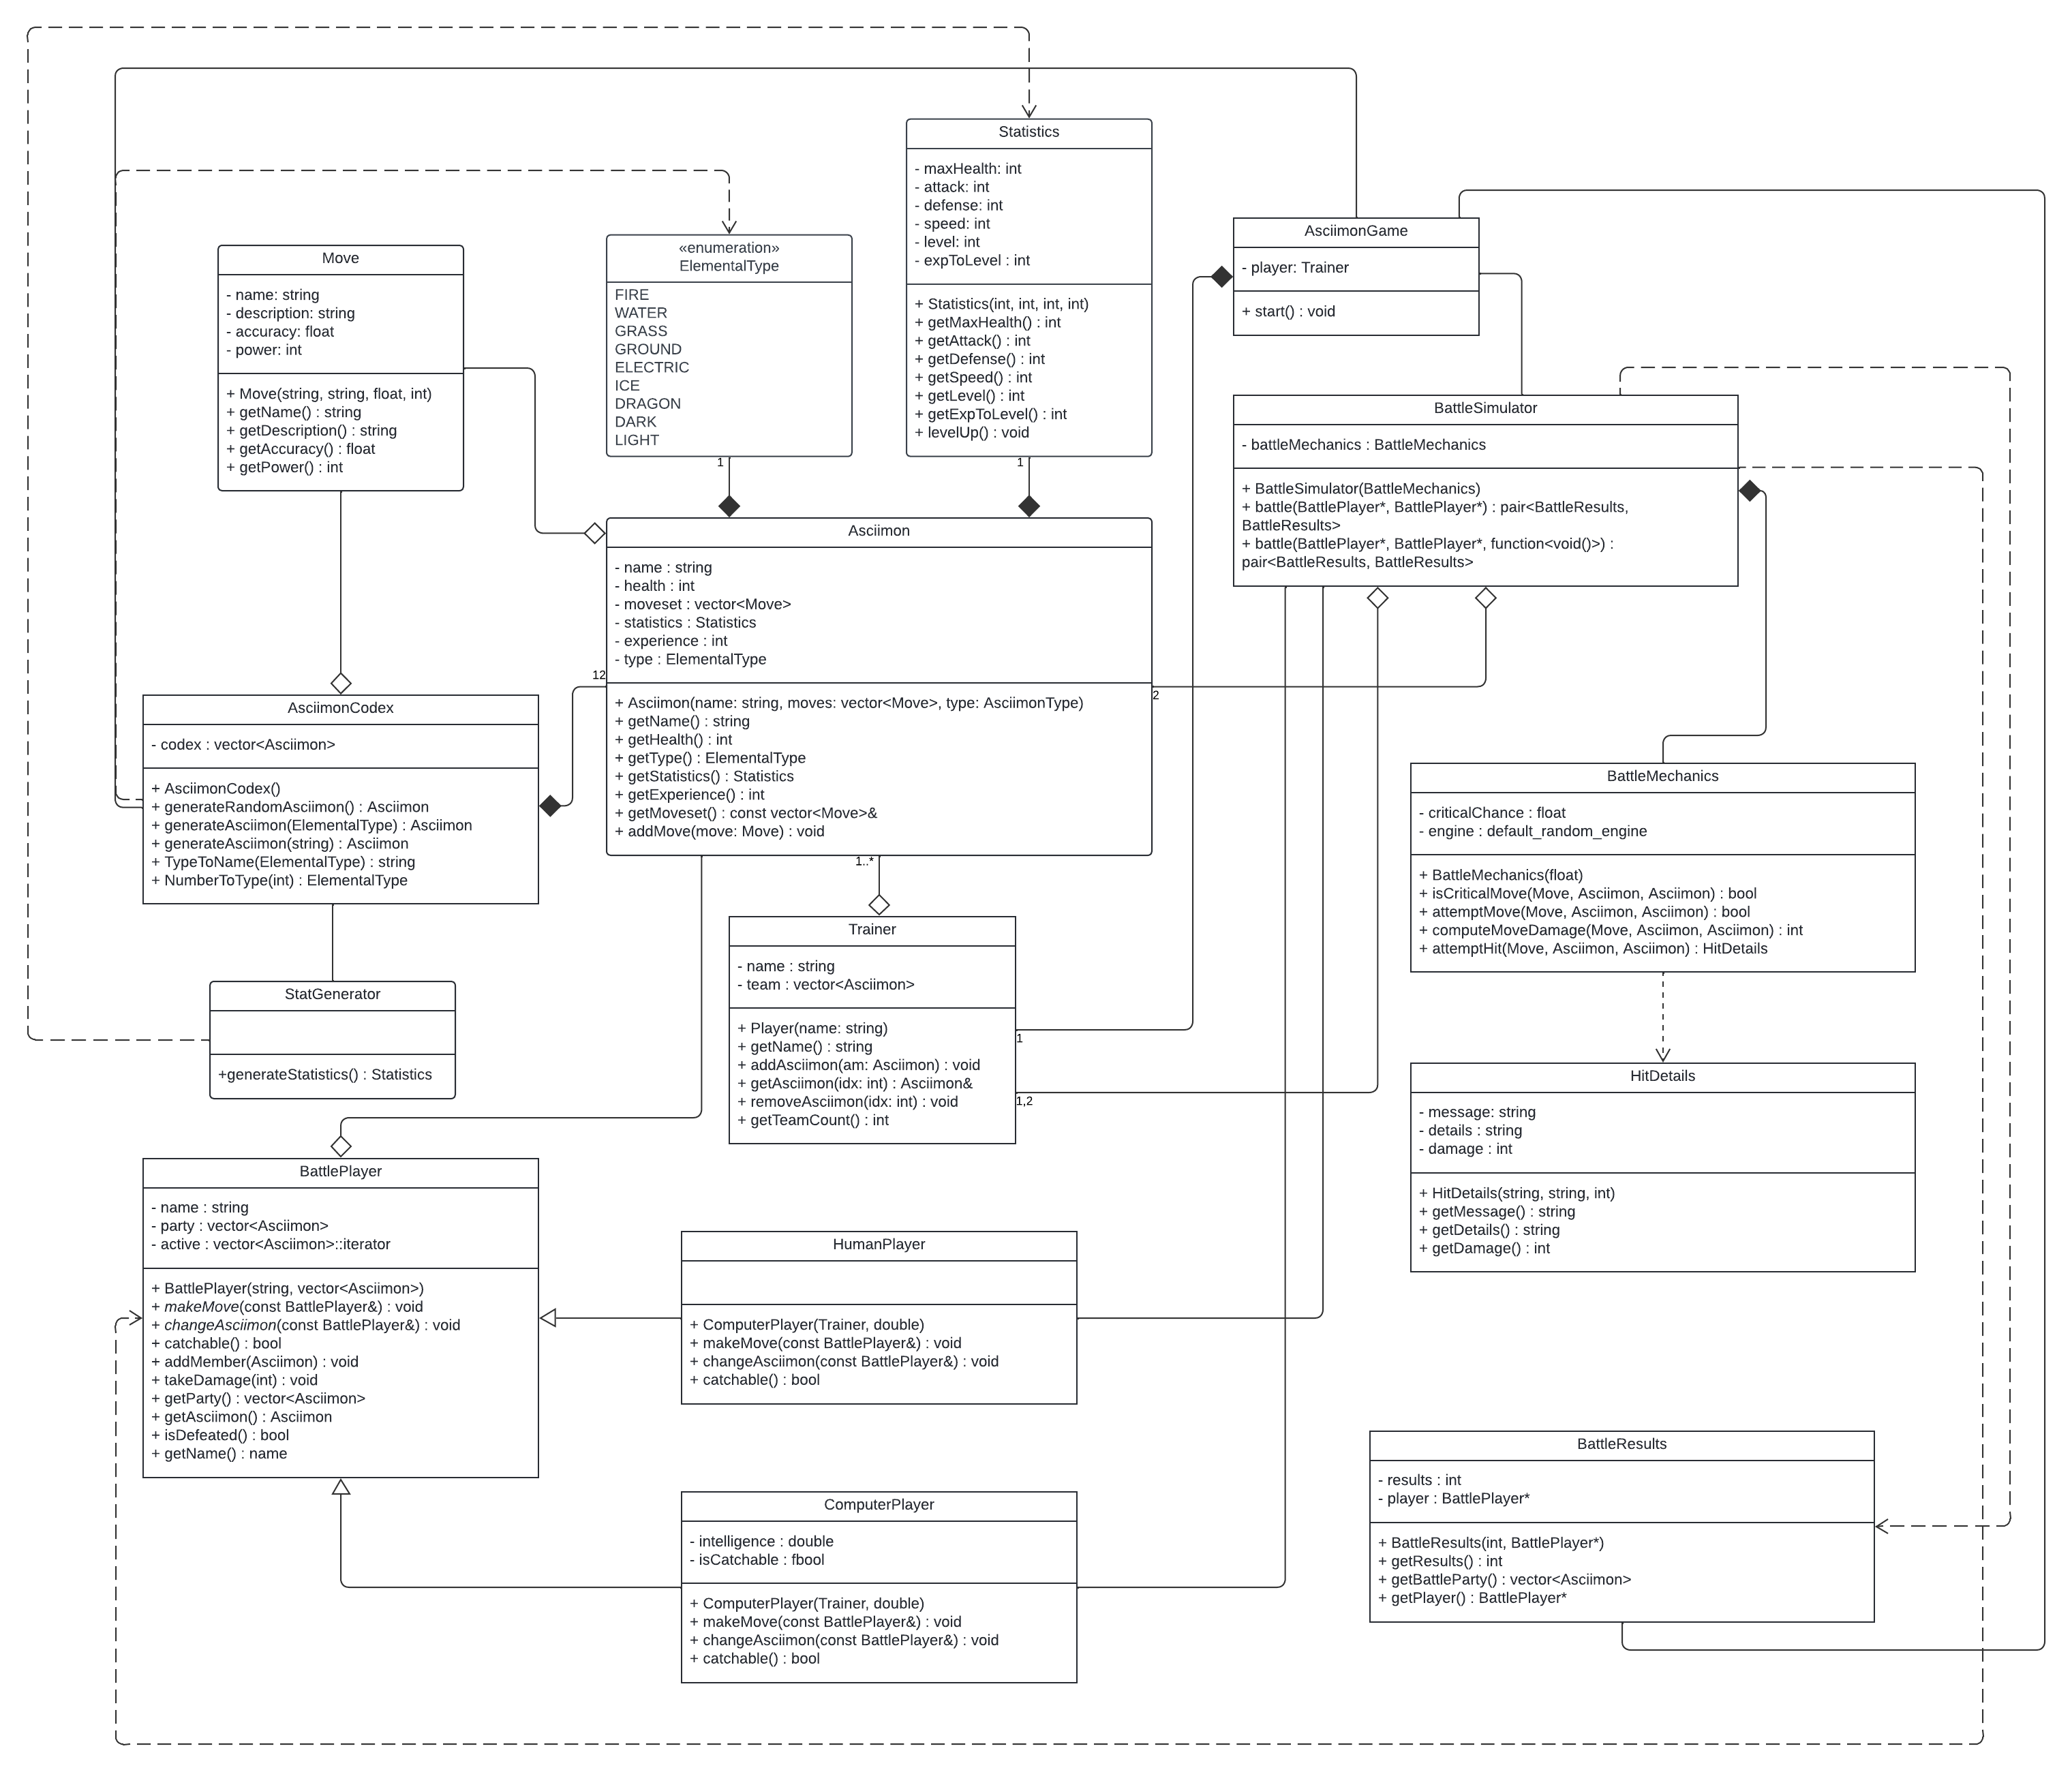 Statistics
- maxHealth: int
- attack: int
- defense: int
- speed: int
- level: int
- expToLevel : int
+ Statistics(int, int, int, int)
+ getMaxHealth() : int
+ getAttack() : int
+ getDefense() : int
+ getSpeed() : int
+ getLevel() : int
+ getExpToLevel() : int
+ levelUp() : void
1
AsciimonGame
- player: Trainer
+ start() : void
Move
- name: string
- description: string
- accuracy: float
- power: int
+ Move(string, string, float, int)
+ getName() : string
+ getDescription() : string
+ getAccuracy() : float
+ getPower() : int
«enumeration»
ElementalType
FIRE
WATER
GRASS
GROUND
ELECTRIC
ICE
DRAGON
DARK
LIGHT
1
BattleSimulator
- battleMechanics : BattleMechanics
+ BattleSimulator(BattleMechanics)
+ battle(BattlePlayer*, BattlePlayer*) : pair<BattleResults,
BattleResults>
+ battle(BattlePlayer*, BattlePlayer*, function<void()>) :
pair<BattleResults, BattleResults>
Asciimon
- name : string
- health : int
- moveset : vector<Move>
- statistics : Statistics
- experience : int
- type : ElementalType
12
2
+ Asciimon(name: string, moves: vector<Move>, type: AsciimonType)
+ getName() : string
+ getHealth() : int
+ getType() : ElementalType
+ getStatistics() : Statistics
+ getExperience() : int
+ getMoveset() : const vector<Move>&
+ addMove(move: Move) : void
1..*
AsciimonCodex
- codex : vector<Asciimon>
+ AsciimonCodex()
+ generateRandomAsciimon() : Asciimon
+ generateAsciimon(ElementalType) : Asciimon
+ generateAsciimon(string) : Asciimon
+ TypeToName(ElementalType) : string
+ NumberToType(int) : ElementalType
BattleMechanics
- criticalChance : float
- engine : default_random_engine
+ BattleMechanics(float)
+ isCriticalMove(Move, Asciimon, Asciimon) : bool
+ attemptMove(Move, Asciimon, Asciimon) : bool
+ computeMoveDamage(Move, Asciimon, Asciimon) : int
+ attemptHit(Move, Asciimon, Asciimon) : HitDetails
Trainer
- name : string
- team : vector<Asciimon>
+ Player(name: string)
+ getName() : string
+ addAsciimon(am: Asciimon) : void
+ getAsciimon(idx: int) : Asciimon&
+ removeAsciimon(idx: int) : void
+ getTeamCount() : int
1
1,2
StatGenerator
+generateStatistics() : Statistics
HitDetails
- message: string
- details : string
- damage : int
+ HitDetails(string, string, int)
+ getMessage() : string
+ getDetails() : string
+ getDamage() : int
BattlePlayer
- name : string
- party : vector<Asciimon>
- active : vector<Asciimon>::iterator
+ BattlePlayer(string, vector<Asciimon>)
+ makeMove(const BattlePlayer&) : void
+ changeAsciimon(const BattlePlayer&) : void
+ catchable() : bool
+ addMember(Asciimon) : void
+ takeDamage(int) : void
+ getParty() : vector<Asciimon>
+ getAsciimon() : Asciimon
+ isDefeated() : bool
+ getName() : name
HumanPlayer
+ ComputerPlayer(Trainer, double)
+ makeMove(const BattlePlayer&) : void
+ changeAsciimon(const BattlePlayer&) : void
+ catchable() : bool
ComputerPlayer
- intelligence : double
- isCatchable : fbool
+ ComputerPlayer(Trainer, double)
+ makeMove(const BattlePlayer&) : void
+ changeAsciimon(const BattlePlayer&) : void
+ catchable() : bool
BattleResults
- results : int
- player : BattlePlayer*
+ BattleResults(int, BattlePlayer*)
+ getResults() : int
+ getBattleParty() : vector<Asciimon>
+ getPlayer() : BattlePlayer*